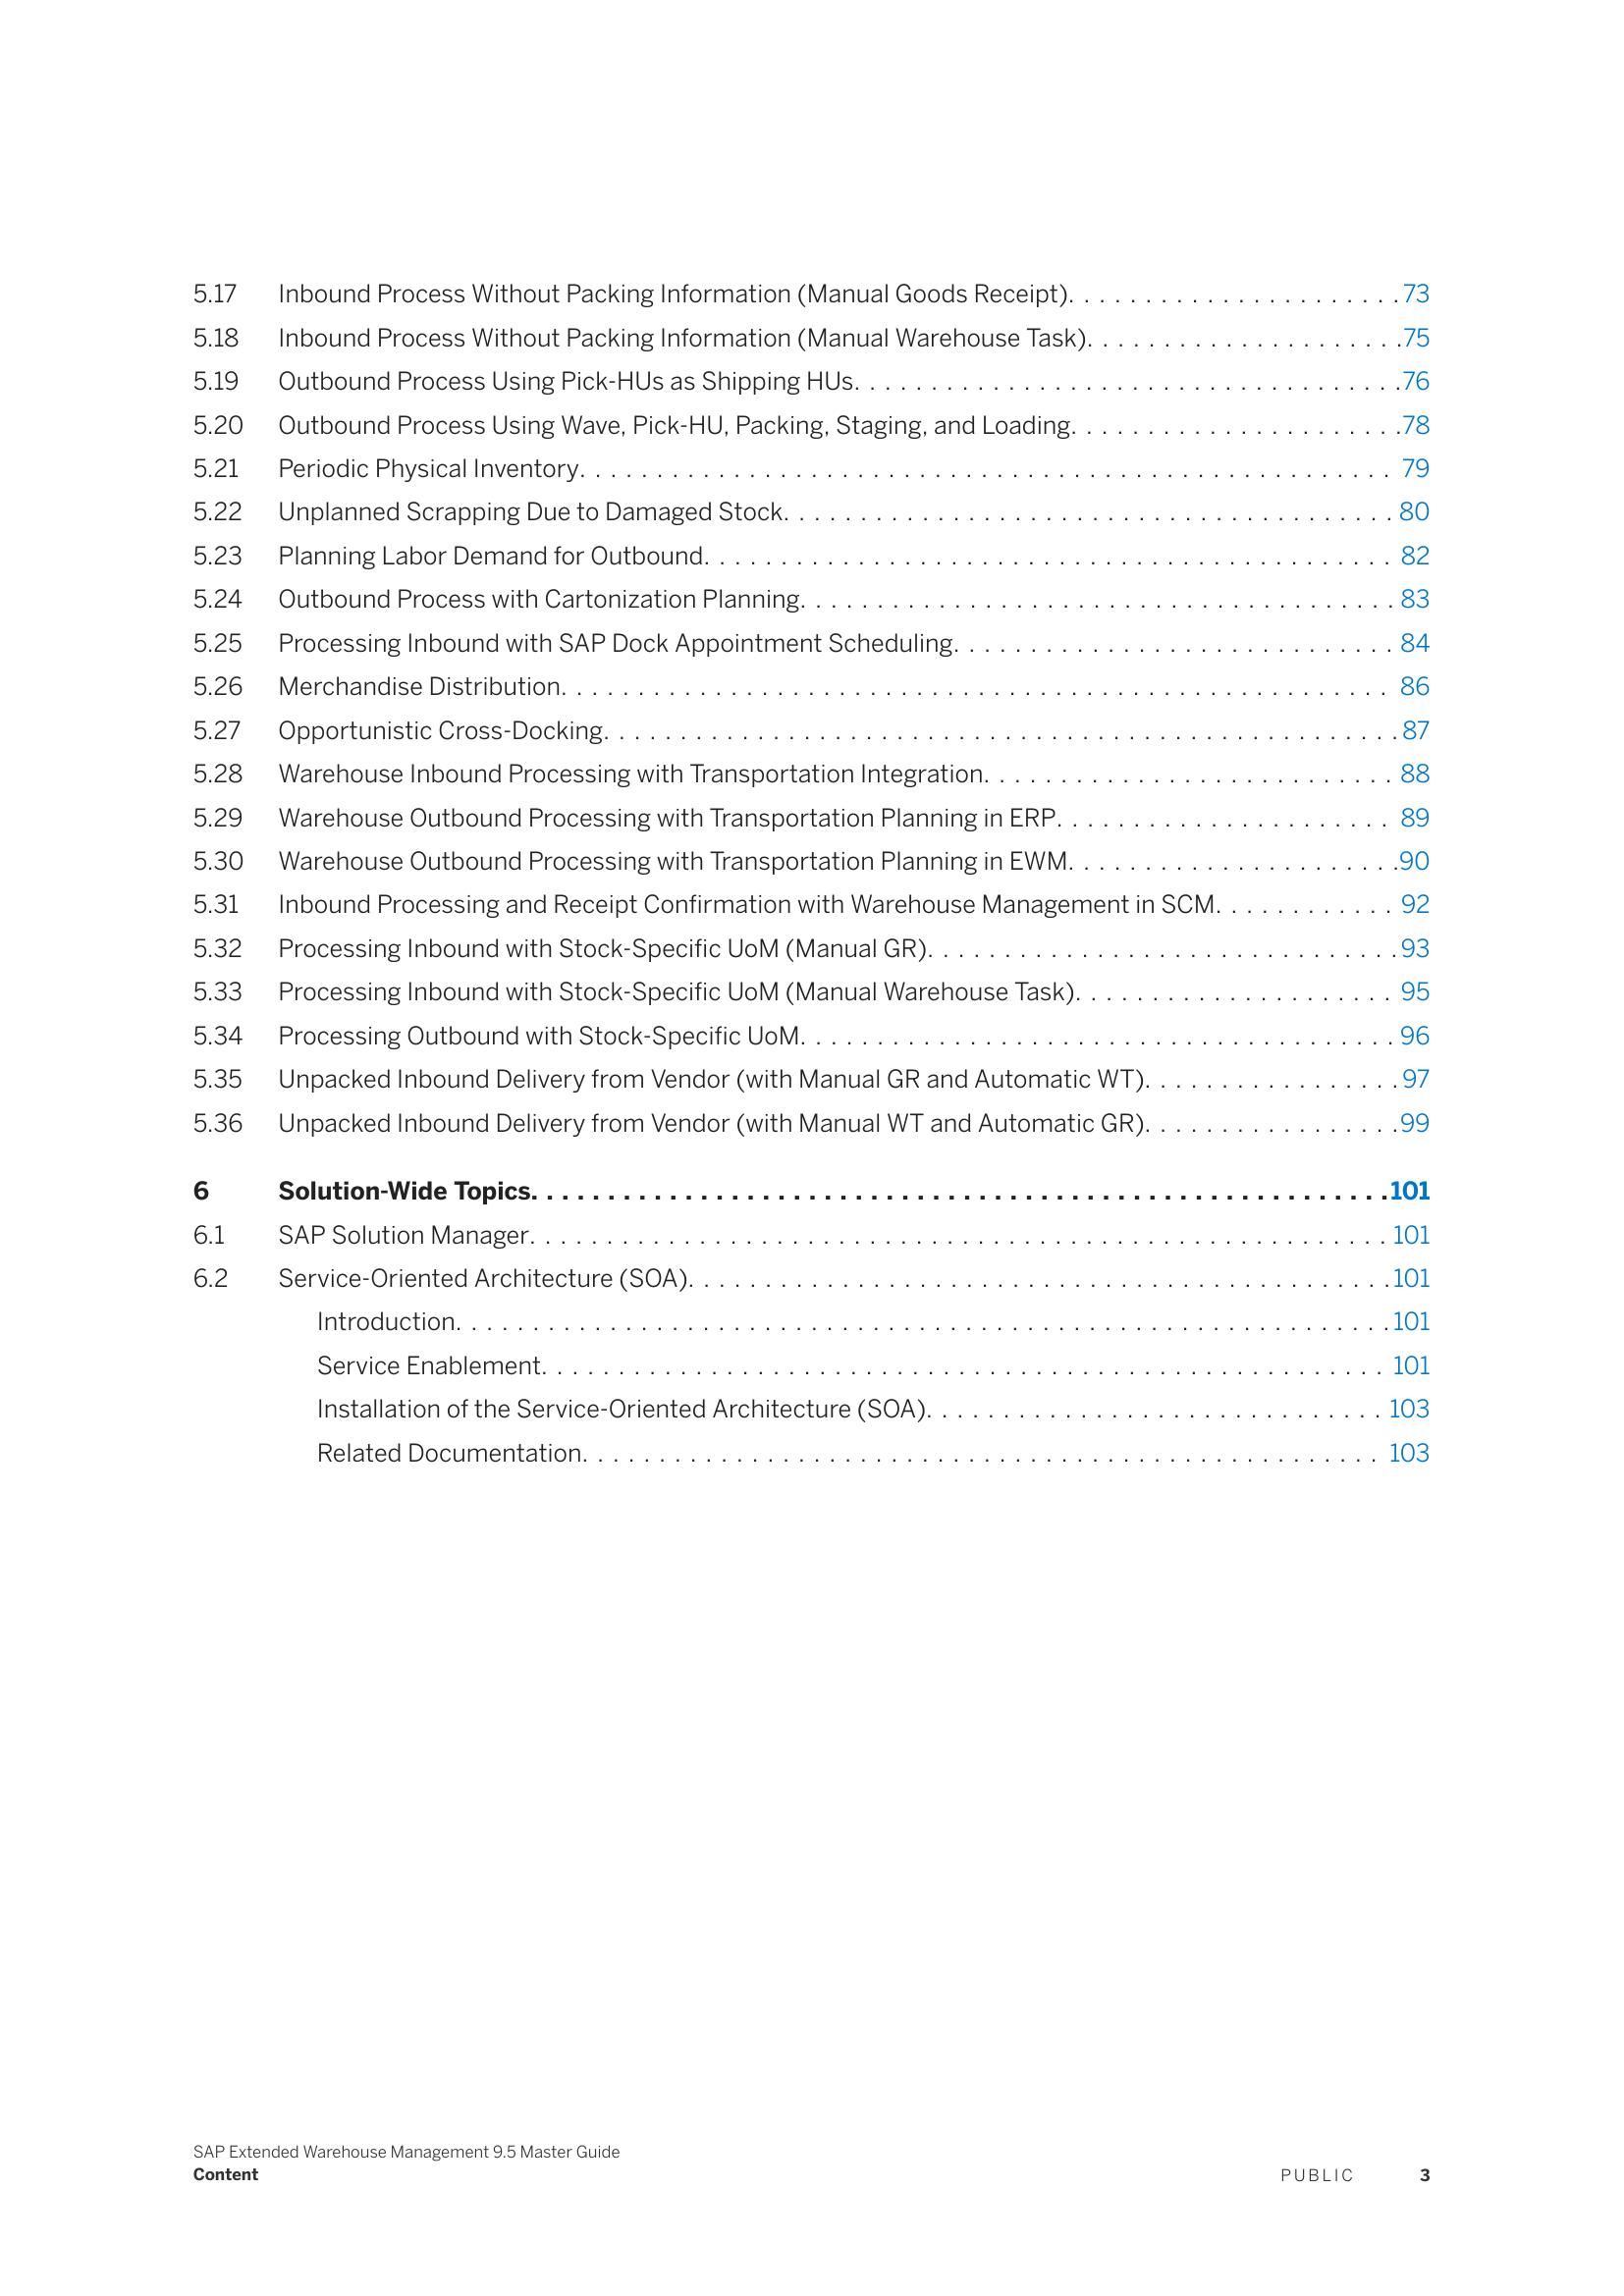 5.17 Inbound Process Without Packing Information (Manual Goods Receipt). . . . . . . . . . . . . . . . . . . . . . 73
5.18 Inbound Process Without Packing Information (Manual Warehouse Task). . . . . . . . . . . . . . . . . . . . .75
5.19 Outbound Process Using Pick-HUs as Shipping HUs. . . . . . . . . . . . . . . . . . . . . . . . . . . . . . . . . . . .76
5.20 Outbound Process Using Wave, Pick-HU, Packing, Staging, and Loading. . . . . . . . . . . . . . . . . . . . . .78
5.21 Periodic Physical Inventory. . . . . . . . . . . . . . . . . . . . . . . . . . . . . . . . . . . . . . . . . . . . . . . . . . . . . 79
5.22 Unplanned Scrapping Due to Damaged Stock. . . . . . . . . . . . . . . . . . . . . . . . . . . . . . . . . . . . . . . . 80
5.23 Planning Labor Demand for Outbound. . . . . . . . . . . . . . . . . . . . . . . . . . . . . . . . . . . . . . . . . . . . . 82
5.24 Outbound Process with Cartonization Planning. . . . . . . . . . . . . . . . . . . . . . . . . . . . . . . . . . . . . . . 83
5.25 Processing Inbound with SAP Dock Appointment Scheduling. . . . . . . . . . . . . . . . . . . . . . . . . . . . . 84
5.26 Merchandise Distribution. . . . . . . . . . . . . . . . . . . . . . . . . . . . . . . . . . . . . . . . . . . . . . . . . . . . . . 86
5.27 Opportunistic Cross-Docking. . . . . . . . . . . . . . . . . . . . . . . . . . . . . . . . . . . . . . . . . . . . . . . . . . . . 87
5.28 Warehouse Inbound Processing with Transportation Integration. . . . . . . . . . . . . . . . . . . . . . . . . . . 88
5.29 Warehouse Outbound Processing with Transportation Planning in ERP. . . . . . . . . . . . . . . . . . . . . . 89
5.30 Warehouse Outbound Processing with Transportation Planning in EWM. . . . . . . . . . . . . . . . . . . . . .90
5.31 Inbound Processing and Receipt Confirmation with Warehouse Management in SCM. . . . . . . . . . . . 92
5.32 Processing Inbound with Stock-Specific UoM (Manual GR). . . . . . . . . . . . . . . . . . . . . . . . . . . . . . . 93
5.33 Processing Inbound with Stock-Specific UoM (Manual Warehouse Task). . . . . . . . . . . . . . . . . . . . . 95
5.34 Processing Outbound with Stock-Specific UoM. . . . . . . . . . . . . . . . . . . . . . . . . . . . . . . . . . . . . . . 96
5.35 Unpacked Inbound Delivery from Vendor (with Manual GR and Automatic WT). . . . . . . . . . . . . . . . . 97
5.36 Unpacked Inbound Delivery from Vendor (with Manual WT and Automatic GR). . . . . . . . . . . . . . . . .99
6 Solution-Wide Topics. . . . . . . . . . . . . . . . . . . . . . . . . . . . . . . . . . . . . . . . . . . . . . . . . . . . . . . .101
6.1 SAP Solution Manager. . . . . . . . . . . . . . . . . . . . . . . . . . . . . . . . . . . . . . . . . . . . . . . . . . . . . . . . 101
6.2 Service-Oriented Architecture (SOA). . . . . . . . . . . . . . . . . . . . . . . . . . . . . . . . . . . . . . . . . . . . . .101
Introduction. . . . . . . . . . . . . . . . . . . . . . . . . . . . . . . . . . . . . . . . . . . . . . . . . . . . . . . . . . . . .101
Service Enablement. . . . . . . . . . . . . . . . . . . . . . . . . . . . . . . . . . . . . . . . . . . . . . . . . . . . . . . 101
Installation of the Service-Oriented Architecture (SOA). . . . . . . . . . . . . . . . . . . . . . . . . . . . . . 103
Related Documentation. . . . . . . . . . . . . . . . . . . . . . . . . . . . . . . . . . . . . . . . . . . . . . . . . . . . 103
SAP Extended Warehouse Management 9.5 Master Guide
Content PUBLIC 3